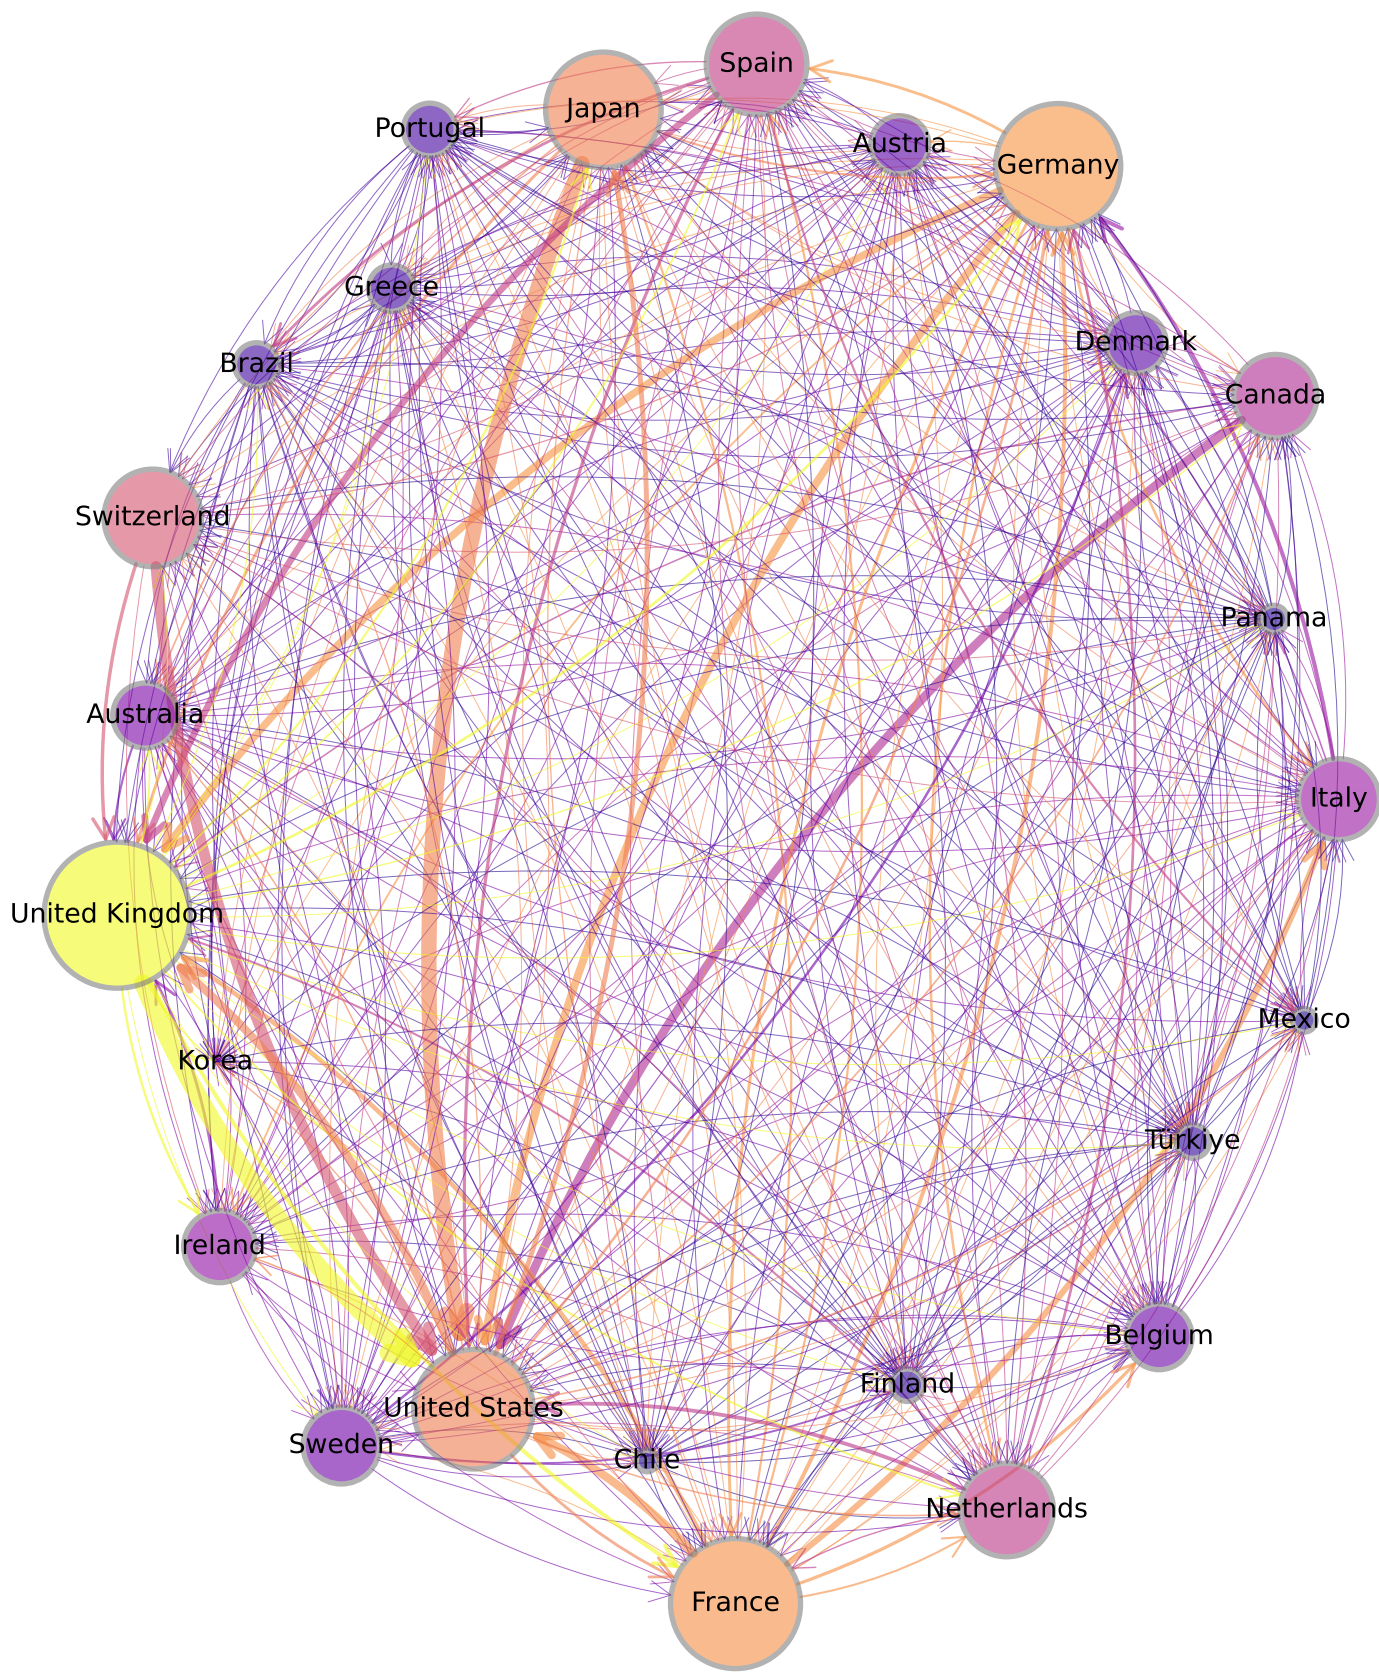 Spain
Japan
Portugal
Austria
Germany
Greece
Denmark
Brazil
Canada
Switzerland
Panama
Australia
Italy
United Kingdom
Mexico
Korea
Türkiye
Ireland
Belgium
Finland
United States
Sweden
Chile
Netherlands
France